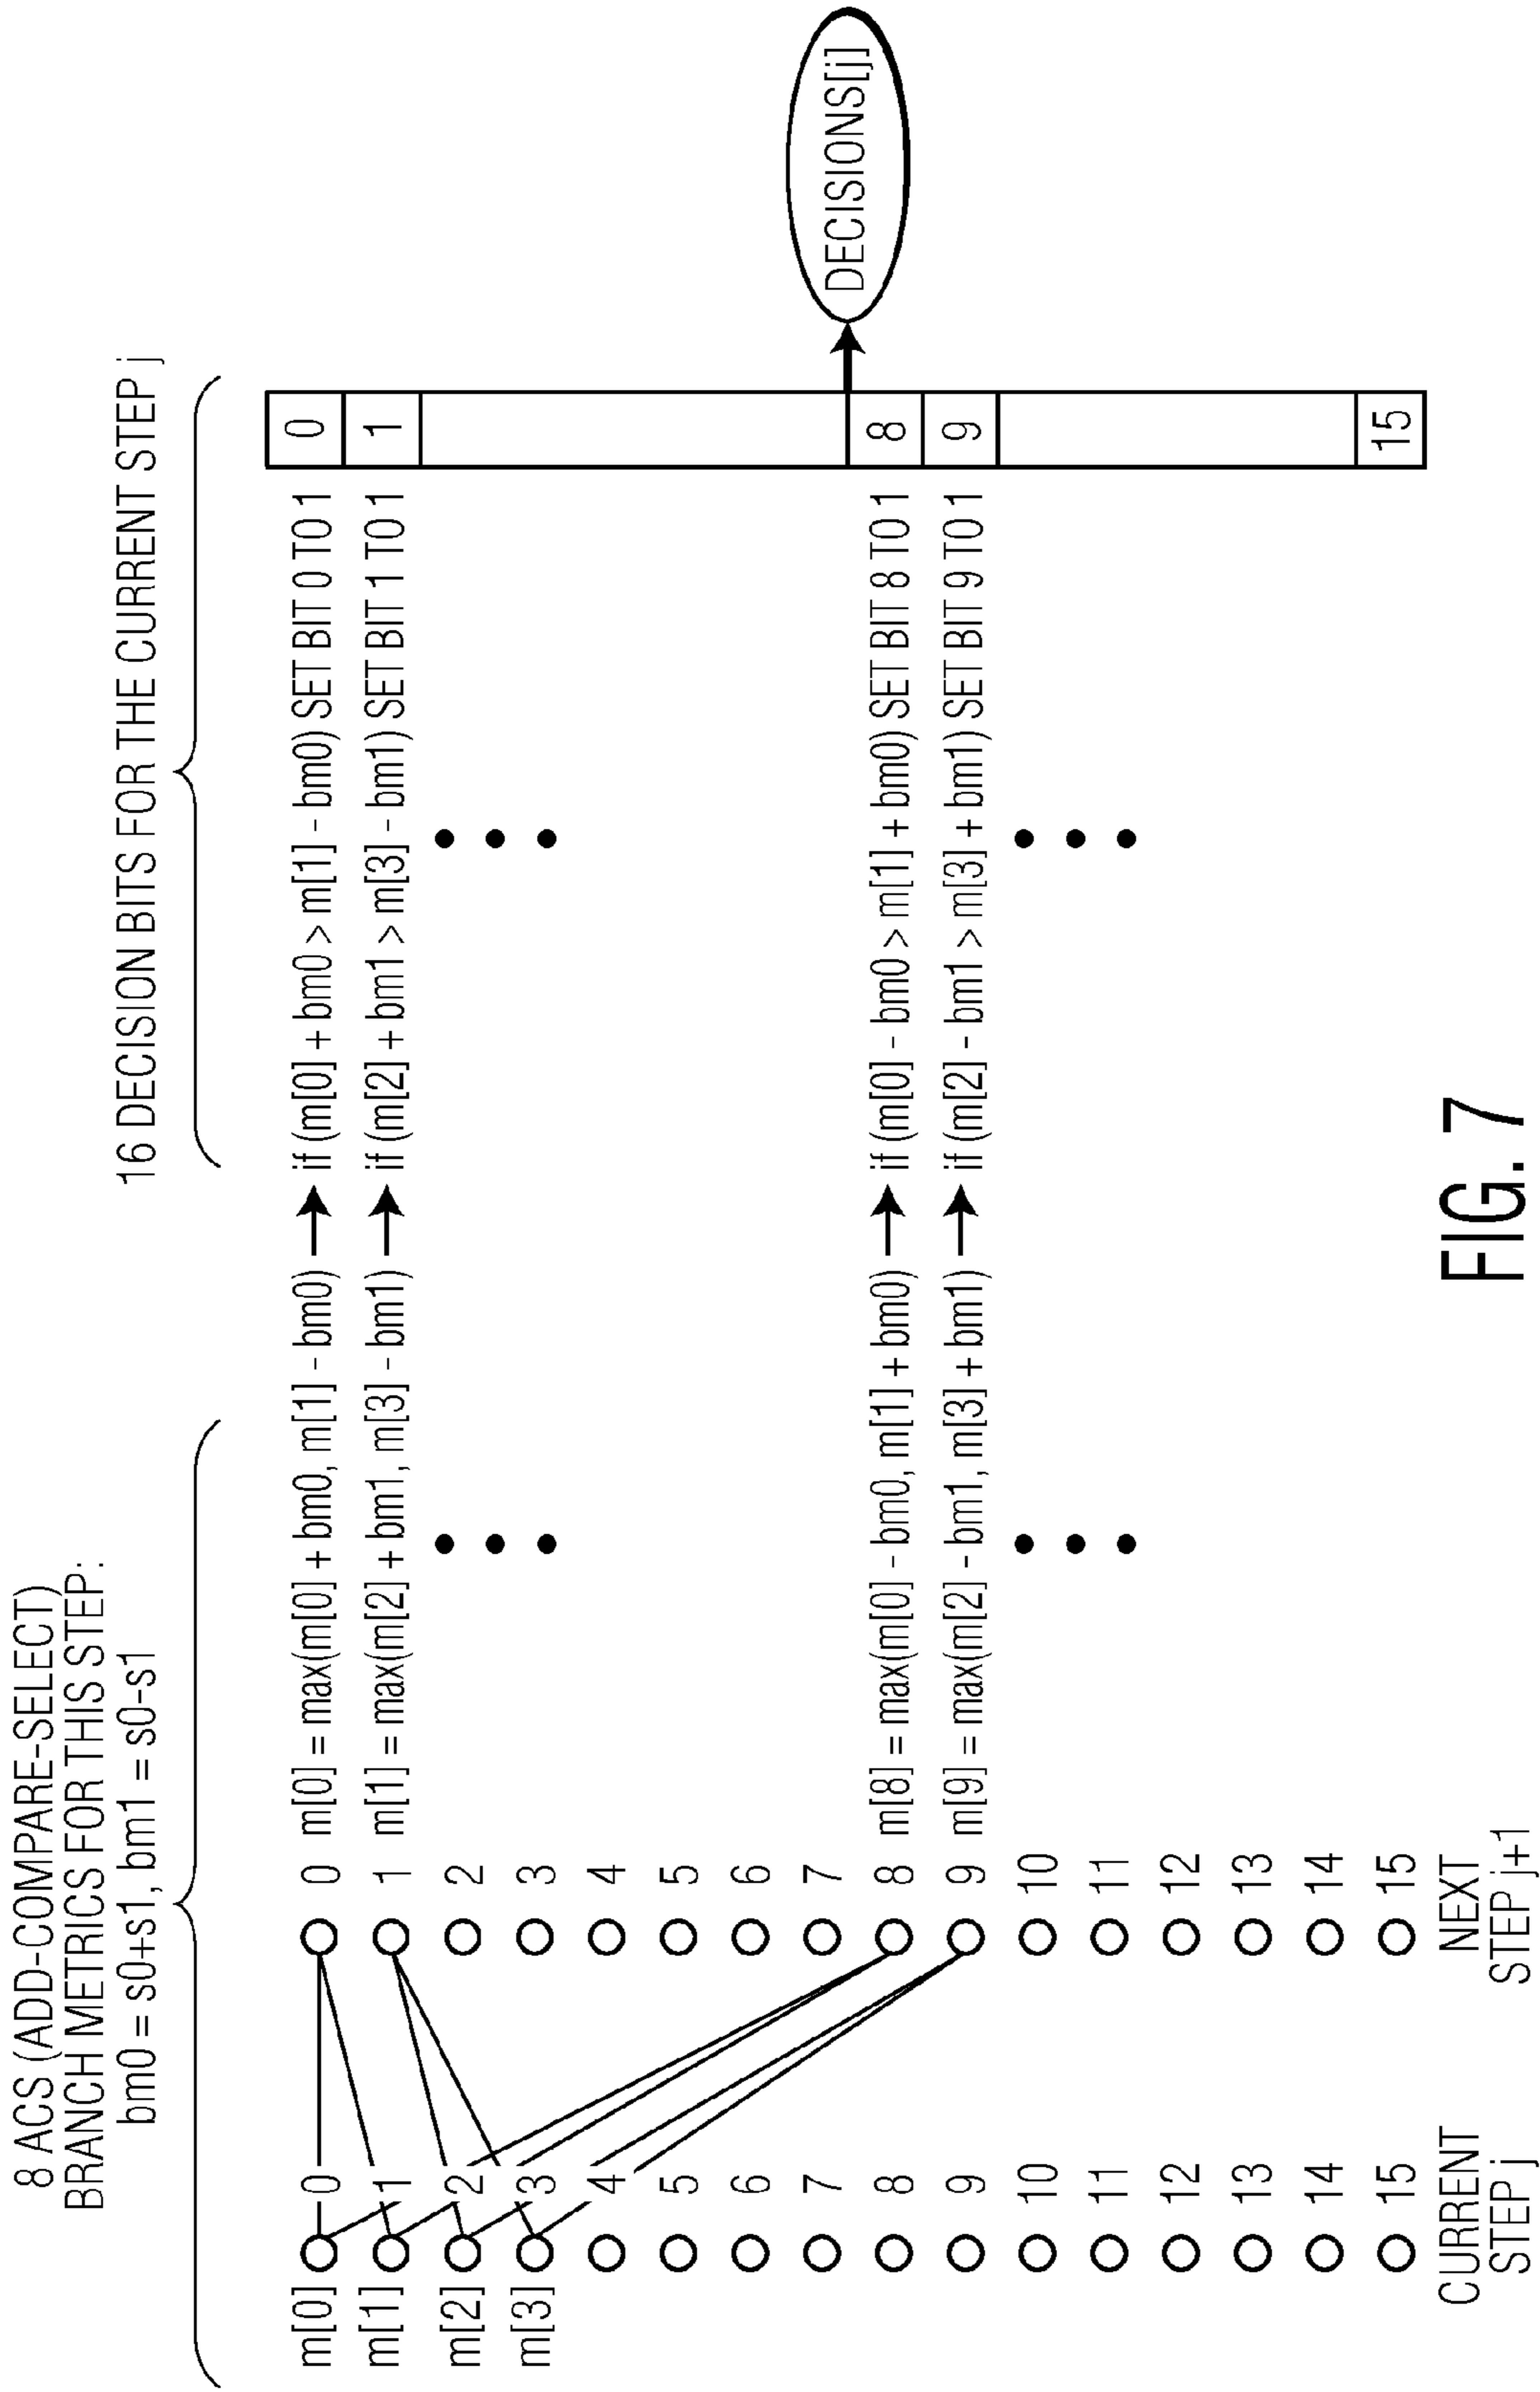 8 ACS (ADD-COMPARE-SELECT)
BRANCH METRICS FOR THIS STEP:
bm0 = s0+s1, bm1 = s0-s1
16 DECISION BITS FOR THE CURRENT STEP j
m[0] 0 0 m[0] = max(m[0] + bm0, m[1] - bm0) if (m[0] + bm0 > m[1] - bm0) SET BIT 0 TO 1 0
m[1] 1 1 m[1] = max(m[2] + bm1, m[3] - bm1) if (m[2] + bm1 > m[3] - bm1) SET BIT 1 TO 1 1
m[2] 2 2
m[3] 3 3
4 4
5 5
6 6
7 7
DECISIONS[j]
8 8 m[8] = max(m[0] - bm0, m[1] + bm0) if (m[0] - bm0 > m[1] + bm0) SET BIT 8 TO 1 8
9 9 m[9] = max(m[2] - bm1, m[3] + bm1) if (m[2] - bm1 > m[3] + bm1) SET BIT 9 TO 1 9
10 10
11 11
12 12
13 13
14 14
15 15 15
CURRENT
STEP j
NEXT
STEP j+1
FIG. 7